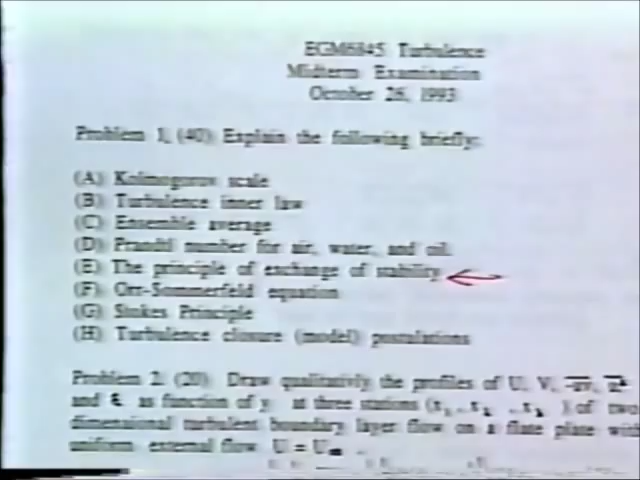 EGM6845 Turbulence
Midterm Examination
October 26, 1993
Problem 1. (40) Explain the following briefly:
(A) Kolmogorov scale
(B) Turbulence inner law
(C) Ensemble average
(D) Prandtl number for air, water, and oil.
(E) The principle of exchange of stability
(F) Orr-Sommerfeld equation
(G) Stokes Principle
(H) Turbulence closure (model) postulations
Problem 2. (20) Draw qualitativly the profiles of U, V, -uv,
and ε as function of y at three stations ( ) of two
dimensional turbulent boundary layer flow on a flate plate with
uniform external flow U = U∞